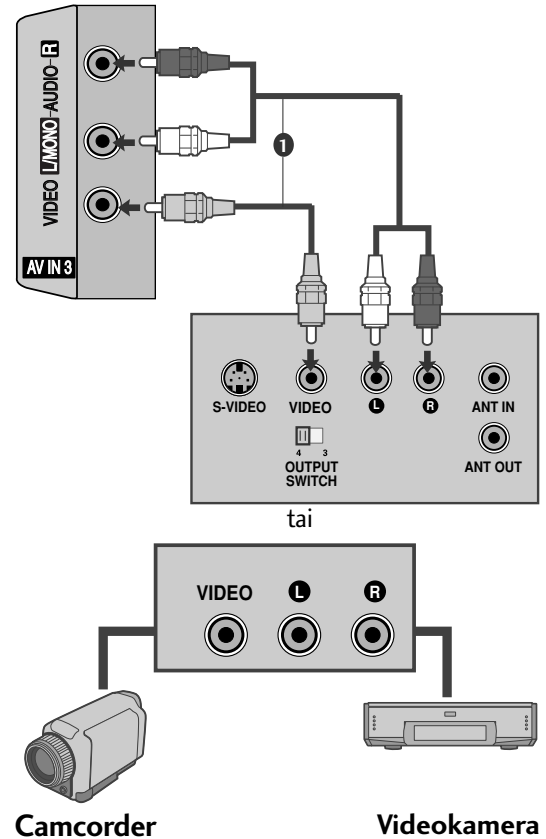 VIDEO L/MONO-AUDIO-R
AV IN 3
1
S-VIDEO
VIDEO
L
R
ANT IN
4 3
OUTPUT
SWITCH
ANT OUT
tai
VIDEO
L
R
Camcorder
Videokamera